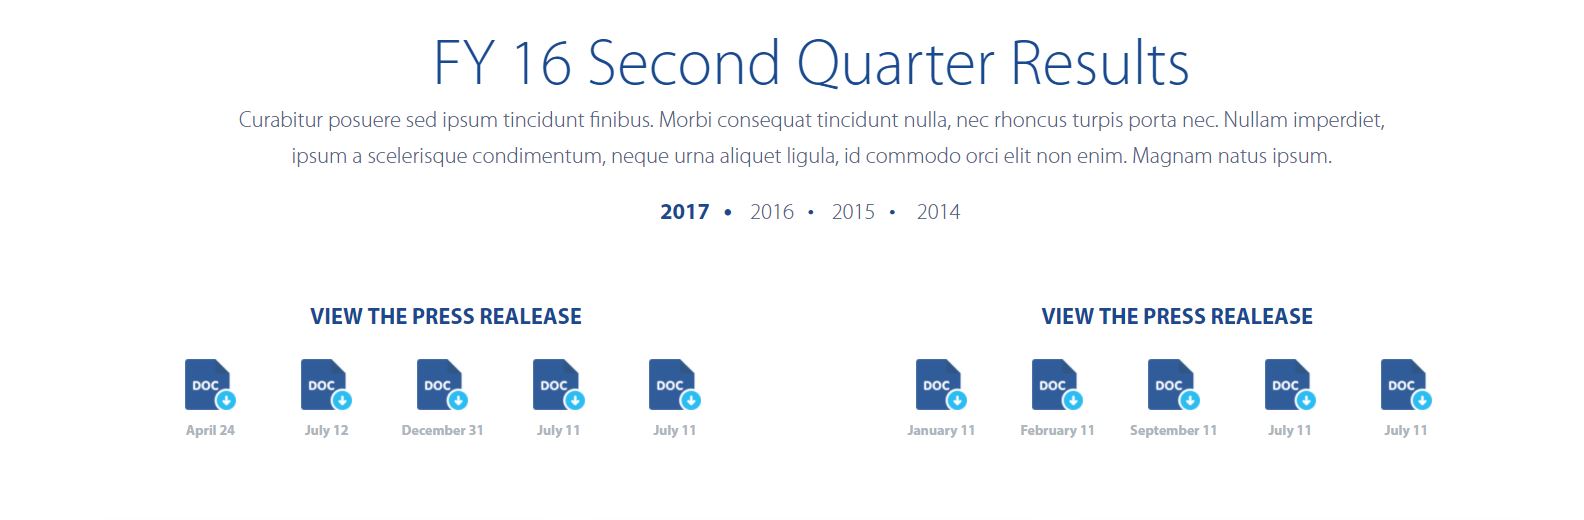 FY 16 Second Quarter Results
Curabitur posuere sed ipsum tincidunt finibus. Morbi consequat tincidunt nulla, nec rhoncus turpis porta nec. Nullam imperdiet,
ipsum a scelerisque condimentum, neque urna aliquet ligula, id commodo orci elit non enim. Magnam natus ipsum.
2017 • 2016 • 2015 • 2014
VIEW THE PRESS REALEASE
DOC DOC DOC DOC DOC
April 24 July 12 December 31 July 11 July 11
VIEW THE PRESS REALEASE
DOC DOC DOC DOC DOC
January 11 February 11 September 11 July 11 July 11